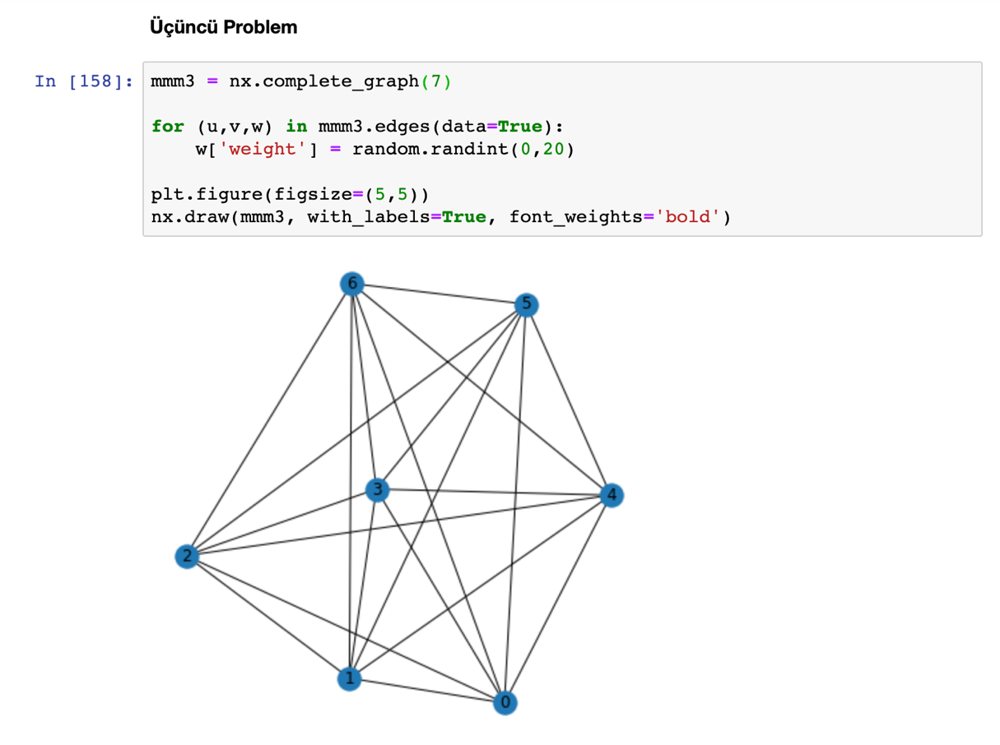 Üçüncü Problem
In [158]: mmm3 = nx.complete_graph(7)
for (u,v,w) in mmm3.edges(data=True):
    w['weight'] = random.randint(0,20)
plt.figure(figsize=(5,5))
nx.draw(mmm3, with_labels=True, font_weights='bold')
6
5
3
4
2
1
0